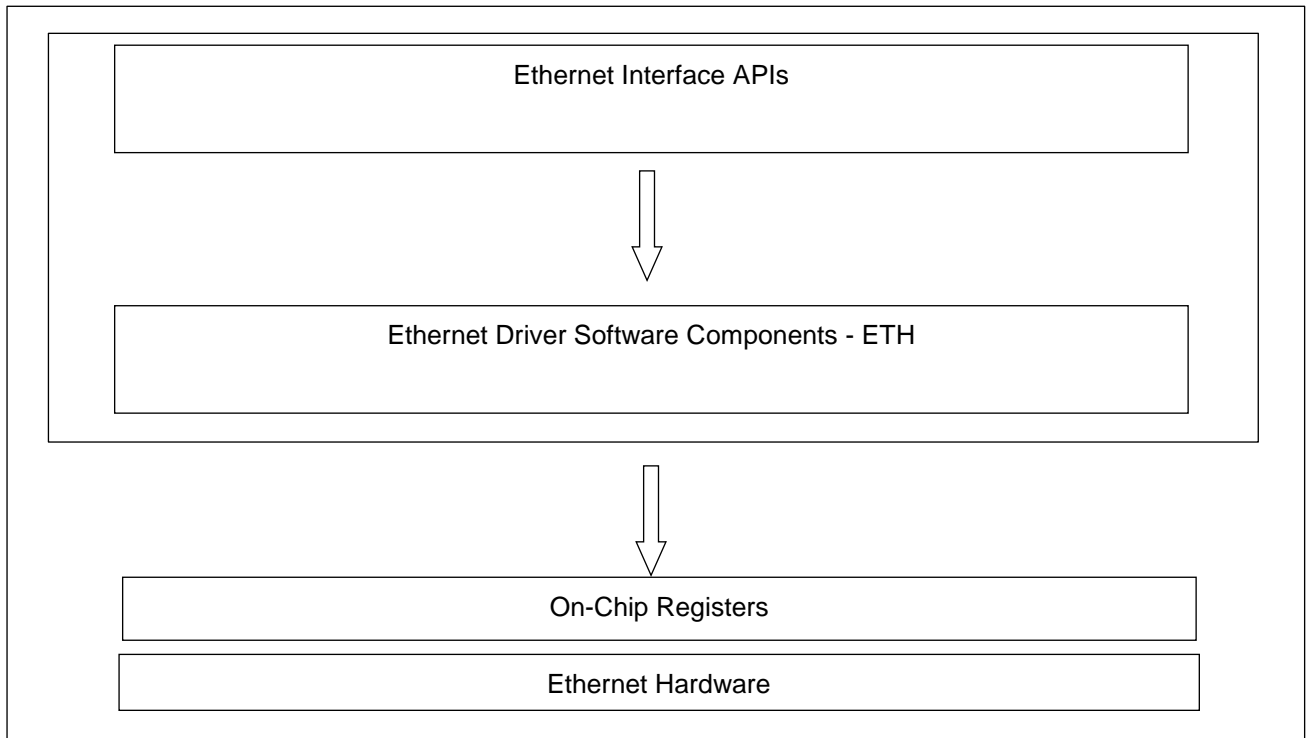 Ethernet Interface APIs
Ethernet Driver Software Components - ETH
On-Chip Registers
Ethernet Hardware